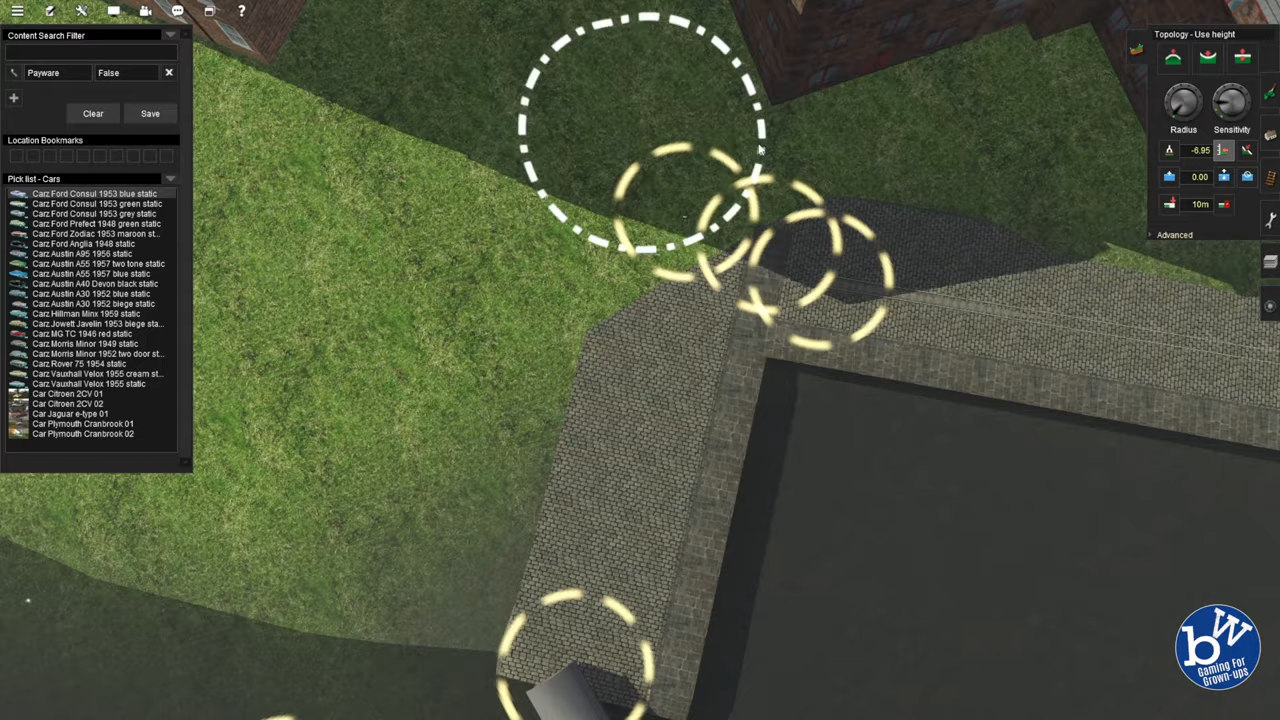 ?
Content Search Filter
Payware False
Clear Save
Location Bookmarks
Pick list - Cars
Carz Ford Consul 1953 blue static
Carz Ford Consul 1953 green static
Carz Ford Consul 1953 grey static
Carz Ford Prefect 1948 green static
Carz Ford Zodiac 1953 maroon st...
Carz Ford Anglia 1948 static
Carz Austin A95 1956 static
Carz Austin A55 1957 two tone static
Carz Austin A55 1957 blue static
Carz Austin A40 Devon black static
Carz Austin A30 1952 blue static
Carz Austin A30 1952 biege static
Carz Hillman Minx 1959 static
Carz Jowett Javelin 1953 biege sta...
Carz MG TC 1946 red static
Carz Morris Minor 1949 static
Carz Morris Minor 1952 two door st...
Carz Rover 75 1954 static
Carz Vauxhall Velox 1955 cream st...
Carz Vauxhall Velox 1955 static
Car Citroen 2CV 01
Car Citroen 2CV 02
Car Jaguar e-type 01
Car Plymouth Cranbrook 01
Car Plymouth Cranbrook 02
Topology - Use height
Radius Sensitivity
-6.95
0.00
10m
Advanced
bW
Gaming For
Grown-ups